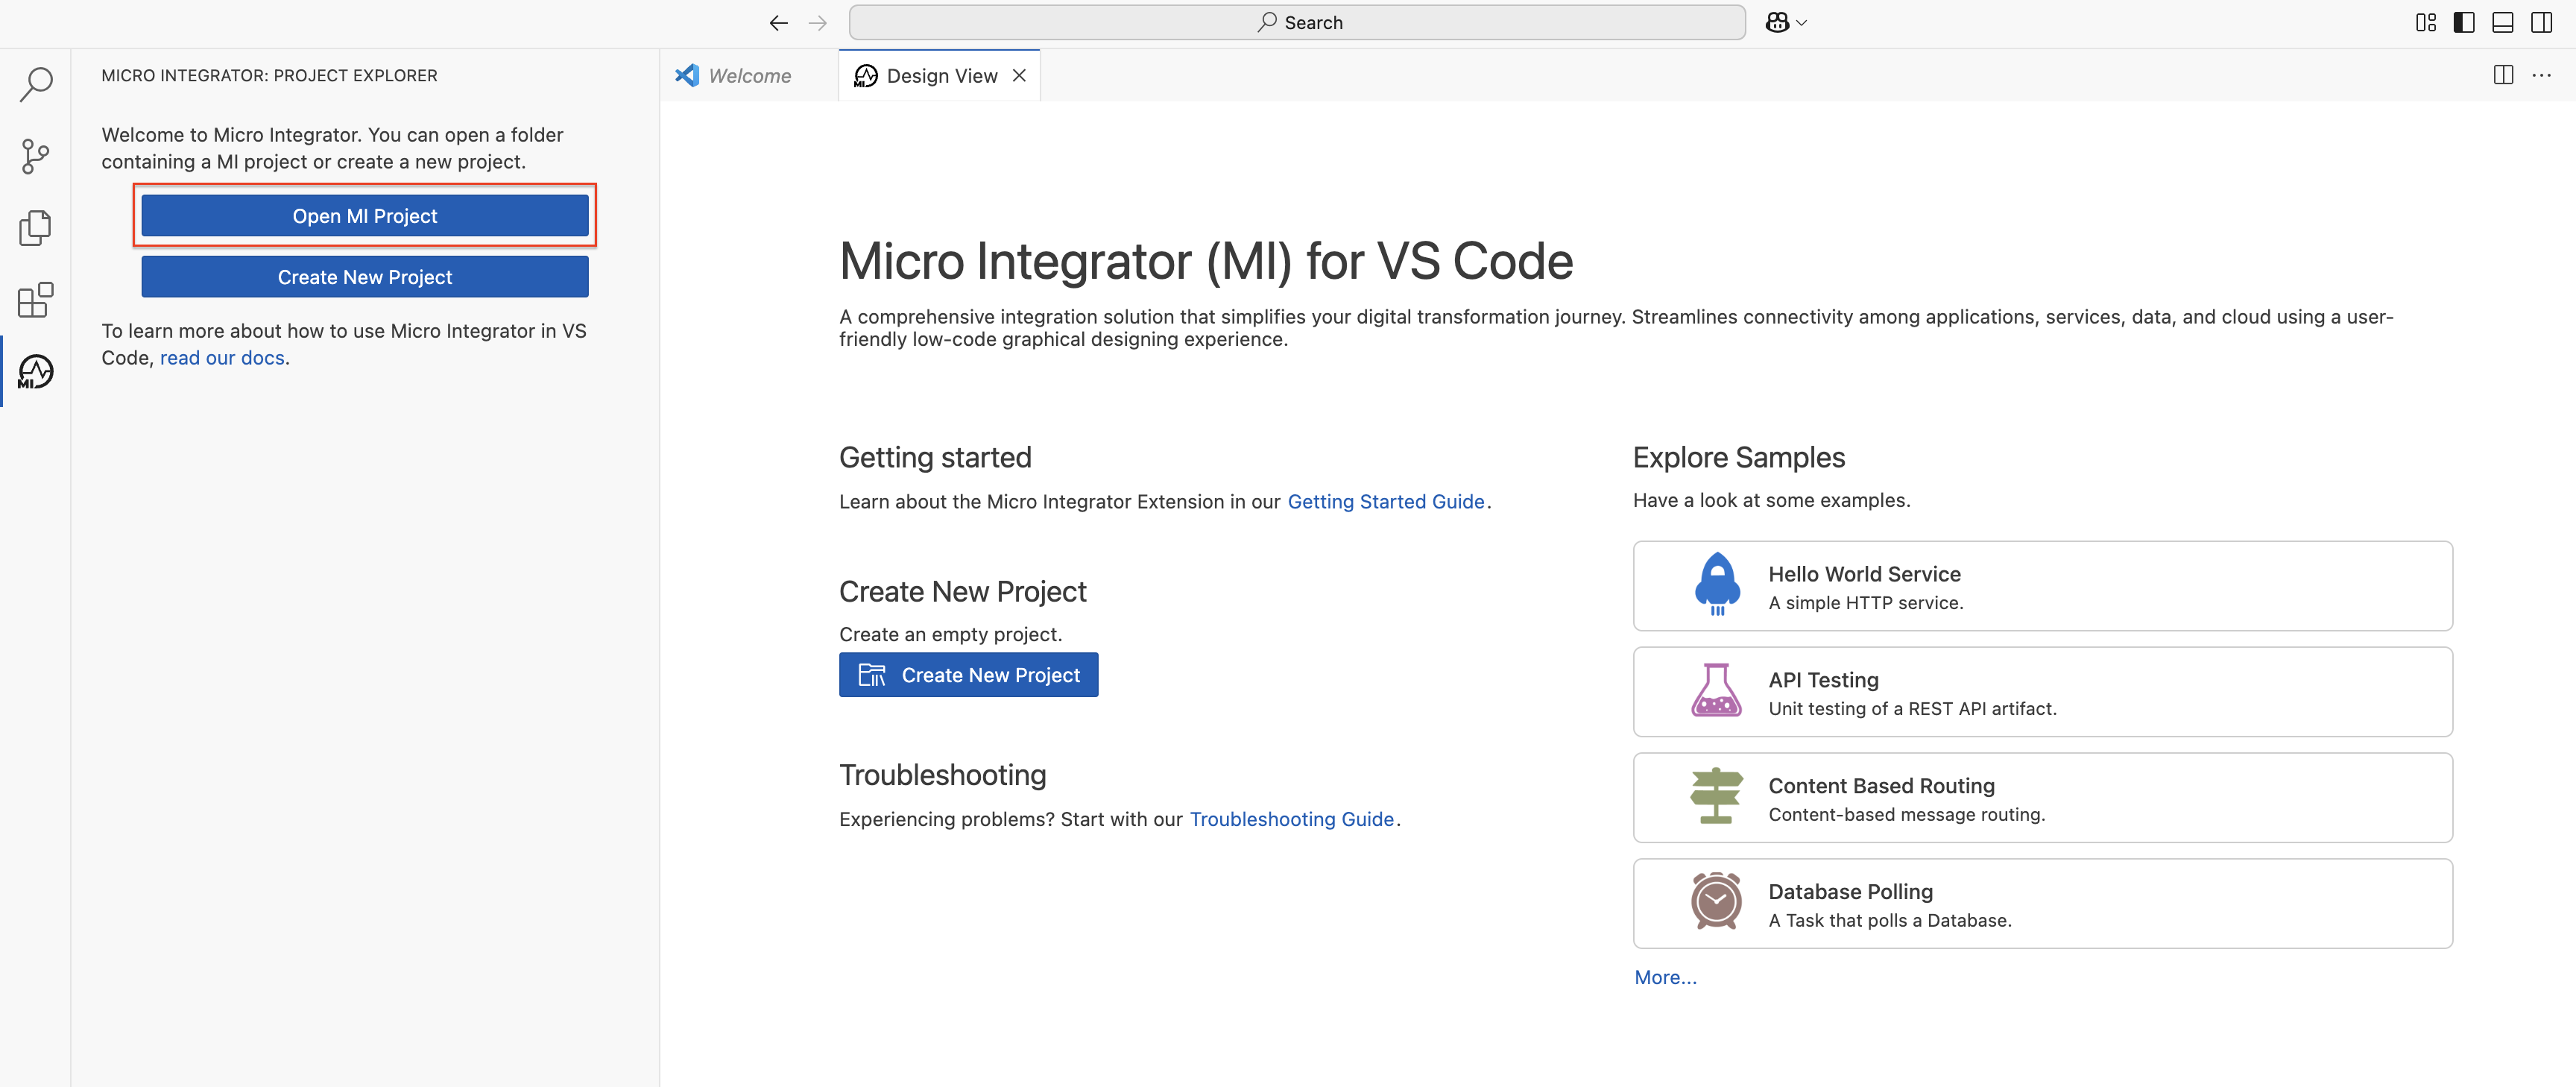 Search
MICRO INTEGRATOR: PROJECT EXPLORER
Welcome
MI
Design View
Welcome to Micro Integrator. You can open a folder
containing a MI project or create a new project.
Open MI Project
Create New Project
To learn more about how to use Micro Integrator in VS
Code, read our docs.
MI
Micro Integrator (MI) for VS Code
A comprehensive integration solution that simplifies your digital transformation journey. Streamlines connectivity among applications, services, data, and cloud using a user-
friendly low-code graphical designing experience.
Getting started
Learn about the Micro Integrator Extension in our Getting Started Guide.
Create New Project
Create an empty project.
Create New Project
Troubleshooting
Experiencing problems? Start with our Troubleshooting Guide.
Explore Samples
Have a look at some examples.
Hello World Service
A simple HTTP service.
API Testing
Unit testing of a REST API artifact.
Content Based Routing
Content-based message routing.
Database Polling
A Task that polls a Database.
More...